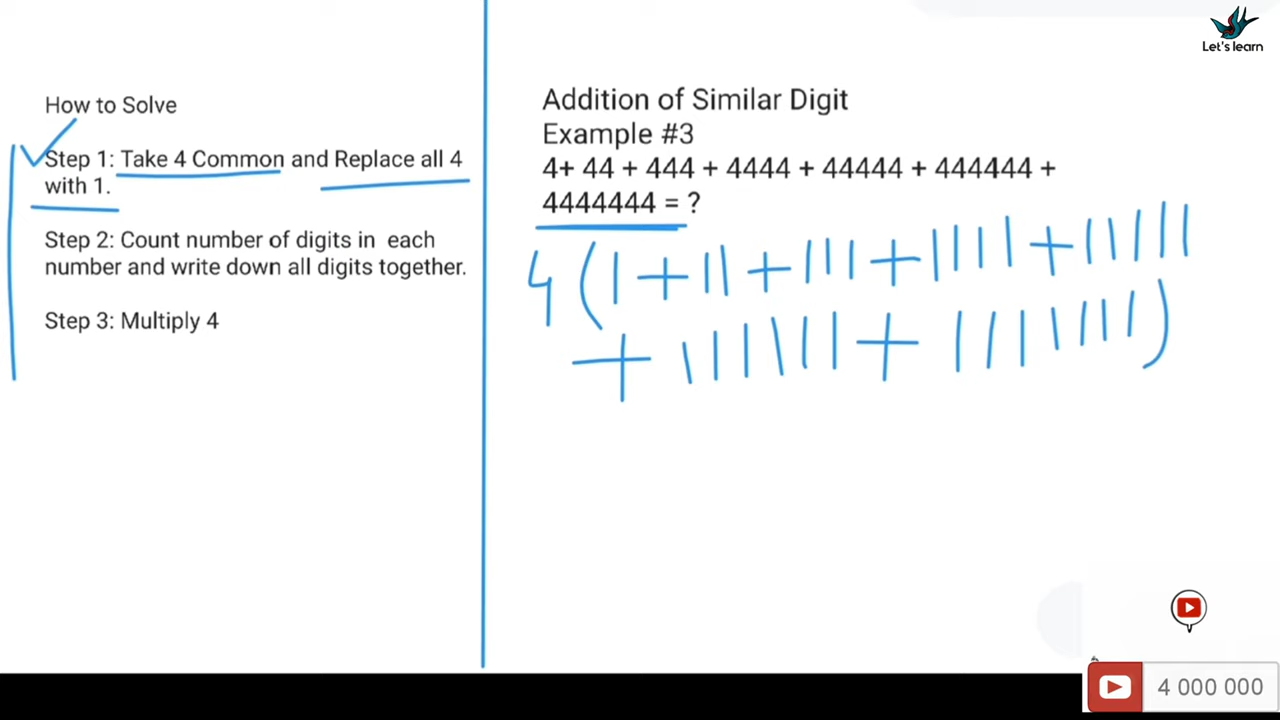 Let's learn
How to Solve
Step 1: Take 4 Common and Replace all 4
with 1.
Step 2: Count number of digits in each
number and write down all digits together.
Step 3: Multiply 4
Addition of Similar Digit
Example #3
4+ 44 + 444 + 4444 + 44444 + 444444 +
4444444 = ?
4 (1 + 11 + 111 + 1111 + 11111
+ 111111 + 1111111)
4 000 000